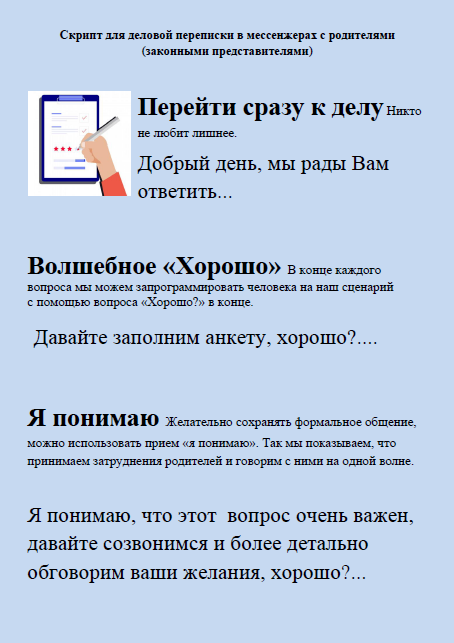 Скрипт для деловой переписки в мессенжерах с родителями
(законными представителями)
Перейти сразу к делу Никто
не любит лишнее.
Добрый день, мы рады Вам
ответить...
Волшебное «Хорошо» В конце каждого
вопроса мы можем запрограммировать человека на наш сценарий
с помощью вопроса «Хорошо?» в конце.
Давайте заполним анкету, хорошо?....
Я понимаю Желательно сохранять формальное общение,
можно использовать прием «я понимаю». Так мы показываем, что
принимаем затруднения родителей и говорим с ними на одной волне.
Я понимаю, что этот  вопрос очень важен,
давайте созвонимся и более детально
обговорим ваши желания, хорошо?...